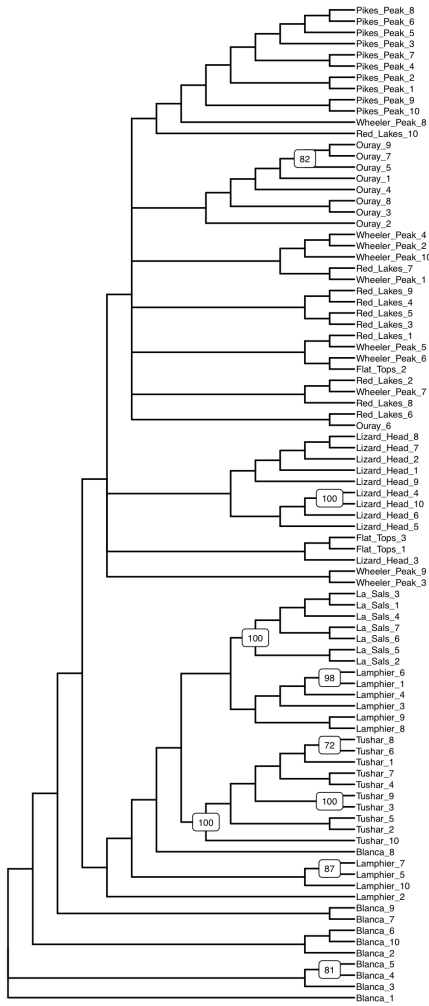 Pikes_Peak_8
Pikes_Peak_6
Pikes_Peak_5
Pikes_Peak_3
Pikes_Peak_7
Pikes_Peak_4
Pikes_Peak_2
Pikes_Peak_1
Pikes_Peak_9
Pikes_Peak_10
Wheeler_Peak_8
Red_Lakes_10
Ouray_9
82
Ouray_7
Ouray_5
Ouray_1
Ouray_4
Ouray_8
Ouray_3
Ouray_2
Wheeler_Peak_4
Wheeler_Peak_2
Wheeler_Peak_10
Red_Lakes_7
Wheeler_Peak_1
Red_Lakes_9
Red_Lakes_4
Red_Lakes_5
Red_Lakes_3
Red_Lakes_1
Wheeler_Peak_5
Wheeler_Peak_6
Flat_Tops_2
Red_Lakes_2
Wheeler_Peak_7
Red_Lakes_8
Red_Lakes_6
Ouray_6
Lizard_Head_8
Lizard_Head_7
Lizard_Head_2
Lizard_Head_1
Lizard_Head_9
Lizard_Head_4
100
Lizard_Head_10
Lizard_Head_6
Lizard_Head_5
Flat_Tops_3
Flat_Tops_1
Lizard_Head_3
Wheeler_Peak_9
Wheeler_Peak_3
La_Sals_3
La_Sals_1
La_Sals_4
La_Sals_7
100
La_Sals_6
La_Sals_5
La_Sals_2
Lamphier_6
98
Lamphier_1
Lamphier_4
Lamphier_3
Lamphier_9
Lamphier_8
Tushar_8
72
Tushar_6
Tushar_1
Tushar_7
Tushar_4
Tushar_9
100
Tushar_3
Tushar_5
100
Tushar_2
Tushar_10
Blanca_8
Lamphier_7
87
Lamphier_5
Lamphier_10
Lamphier_2
Blanca_9
Blanca_7
Blanca_6
Blanca_10
Blanca_2
Blanca_5
81
Blanca_4
Blanca_3
Blanca_1